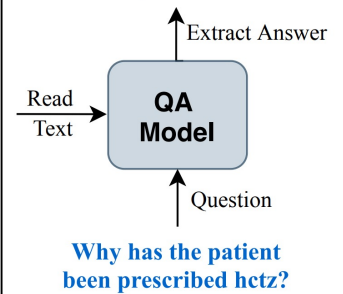 Extract Answer
Read
Text
QA
Model
Question
Why has the patient
been prescribed hctz?